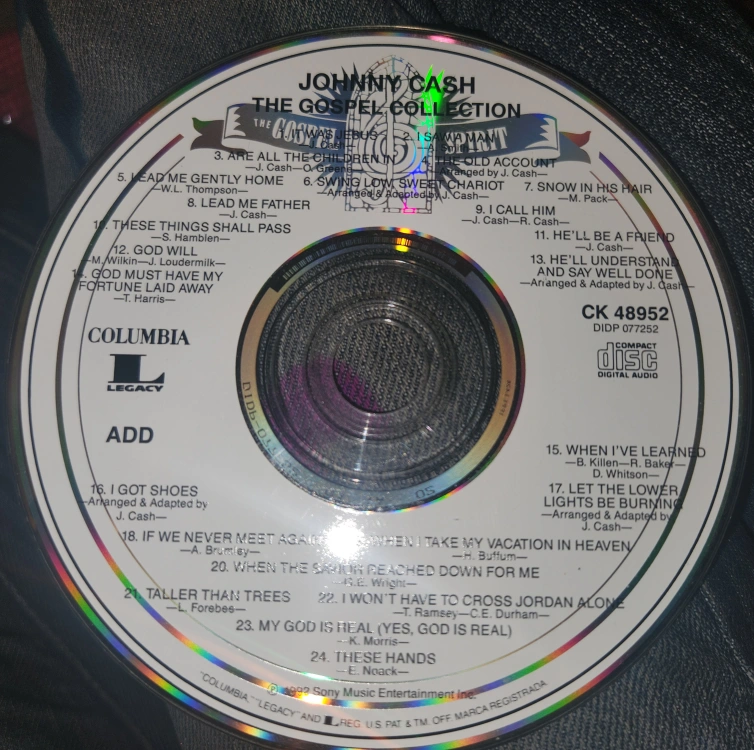 JOHNNY CASH
THE GOSPEL COLLECTION
THE GOSPEL
1. IT WAS JESUS 2. I SAW A MAN
—J. Cash—
3. ARE ALL THE CHILDREN IN 4. THE OLD ACCOUNT
—J. Cash—O. Greene —Arranged by J. Cash—
5. LEAD ME GENTLY HOME 6. SWING LOW, SWEET CHARIOT 7. SNOW IN HIS HAIR
—W.L. Thompson— —Arranged & Adapted by J. Cash— —M. Pack—
8. LEAD ME FATHER 9. I CALL HIM
—J. Cash— —J. Cash—R. Cash—
10. THESE THINGS SHALL PASS 11. HE'LL BE A FRIEND
—S. Hamblen— —J. Cash—
12. GOD WILL 13. HE'LL UNDERSTAND
—M. Wilkin—J. Loudermilk— AND SAY WELL DONE
14. GOD MUST HAVE MY —Arranged & Adapted by J. Cash—
FORTUNE LAID AWAY
—T. Harris—
CK 48952
DIDP 077252
COLUMBIA
L
LEGACY
COMPACT
disc
DIGITAL AUDIO
ADD
15. WHEN I'VE LEARNED
—B. Killen—R. Baker—
D. Whitson—
16. I GOT SHOES 17. LET THE LOWER
—Arranged & Adapted by LIGHTS BE BURNING
J. Cash— —Arranged & Adapted by
J. Cash—
18. IF WE NEVER MEET AGAIN WHEN I TAKE MY VACATION IN HEAVEN
—A. Brumley— —H. Buffum—
20. WHEN THE SAVIOR REACHED DOWN FOR ME
—G.E. Wright—
21. TALLER THAN TREES 22. I WON'T HAVE TO CROSS JORDAN ALONE
—L. Forebes— —T. Ramsey—C.E. Durham—
23. MY GOD IS REAL (YES, GOD IS REAL)
—K. Morris—
24. THESE HANDS
—E. Noack—
℗ 1992 Sony Music Entertainment Inc.
"COLUMBIA," "LEGACY" AND L REG. U.S. PAT. & TM. OFF. MARCA REGISTRADA.